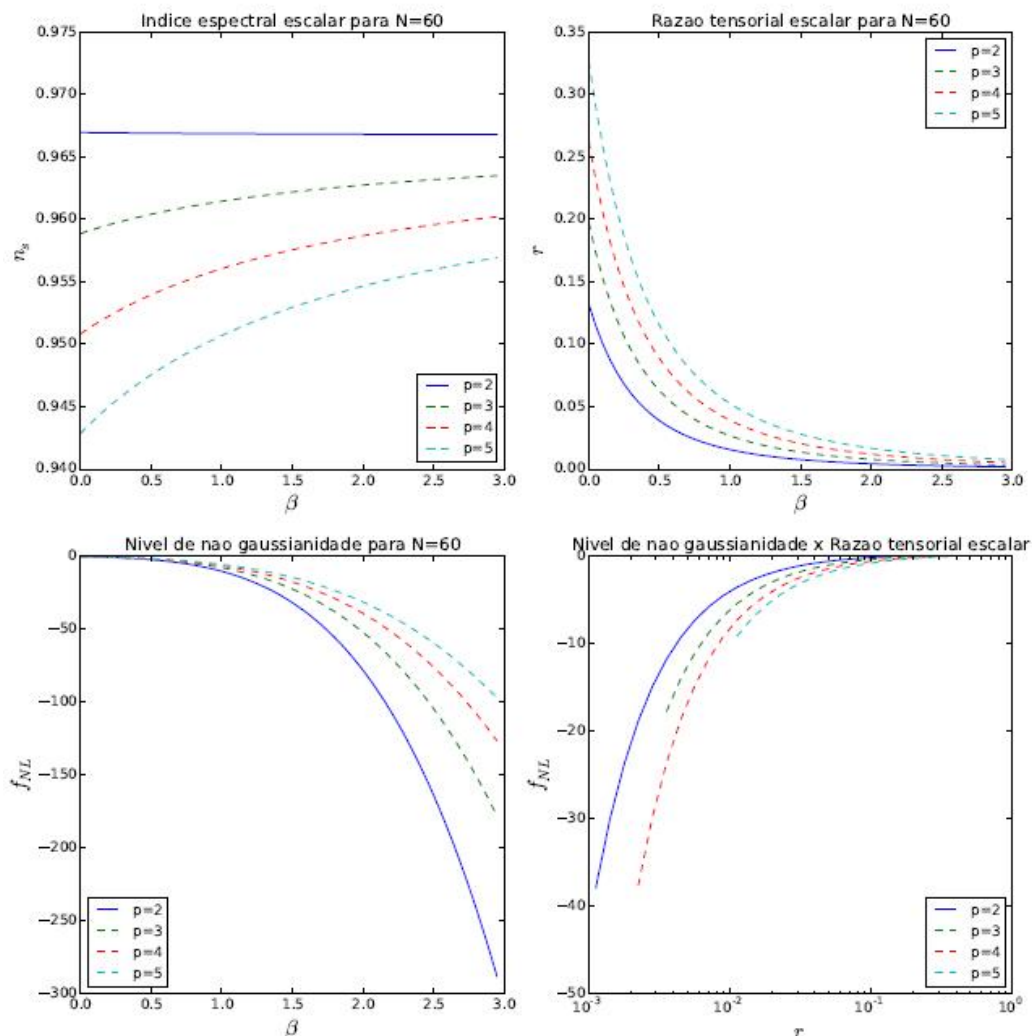 Indice espectral escalar para N=60
0.975
0.970
0.965
0.960
0.955
0.950
0.945
0.940
n_s
0.0
0.5
1.0
1.5
2.0
2.5
3.0
β
p=2
p=3
p=4
p=5
Razao tensorial escalar para N=60
0.35
0.30
0.25
0.20
0.15
0.10
0.05
0.00
r
0.0
0.5
1.0
1.5
2.0
2.5
3.0
β
p=2
p=3
p=4
p=5
Nivel de nao gaussianidade para N=60
0
−50
−100
−150
−200
−250
−300
f_{NL}
0.0
0.5
1.0
1.5
2.0
2.5
3.0
β
p=2
p=3
p=4
p=5
Nivel de nao gaussianidade x Razao tensorial escalar
0
−10
−20
−30
−40
−50
f_{NL}
10^{-3}
10^{-2}
10^{-1}
10^{0}
r
p=2
p=3
p=4
p=5